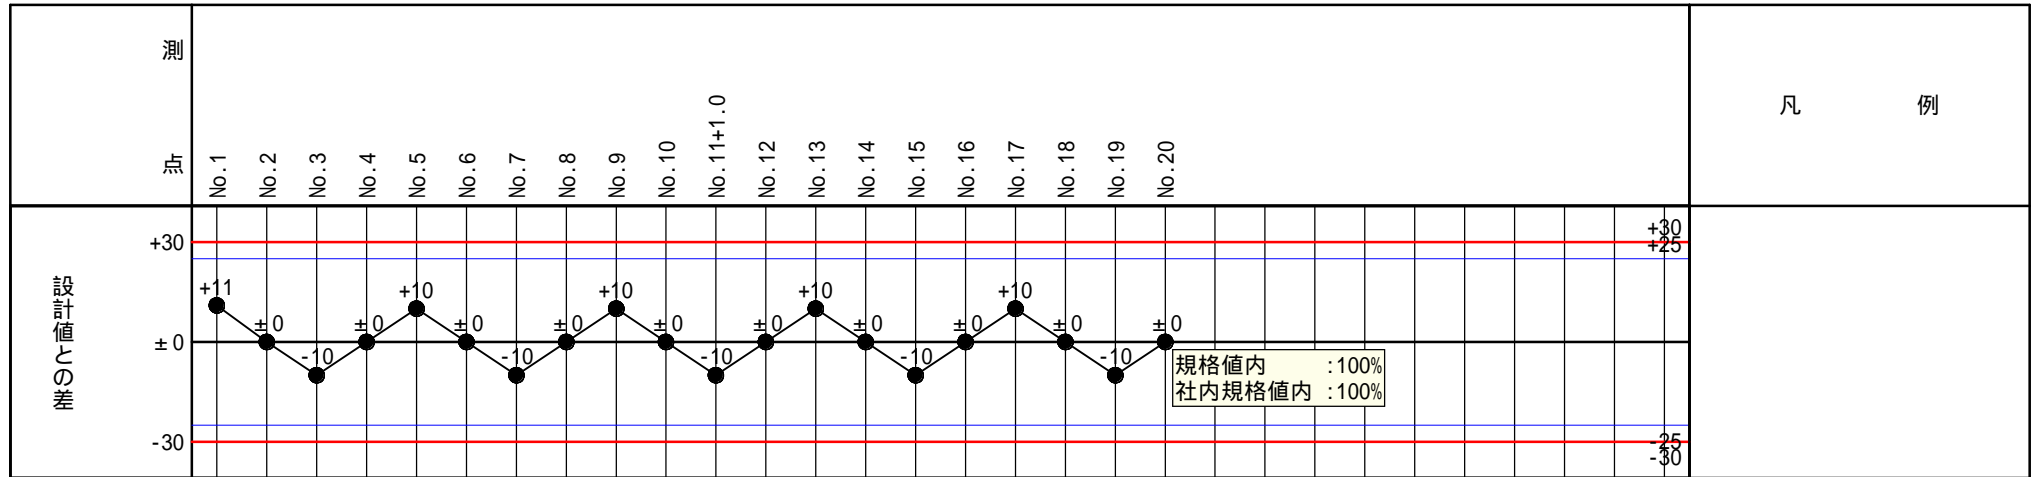 測
点
No.1
No.2
No.3
No.4
No.5
No.6
No.7
No.8
No.9
No.10
No.11+1.0
No.12
No.13
No.14
No.15
No.16
No.17
No.18
No.19
No.20
凡 例
設計値との差
+30
±0
-30
+11
±0
-10
±0
+10
±0
-10
±0
+10
±0
-10
±0
+10
±0
-10
±0
+10
±0
-10
±0
規格値内 :100%
社内規格値内 :100%
+30
+25
-25
-30